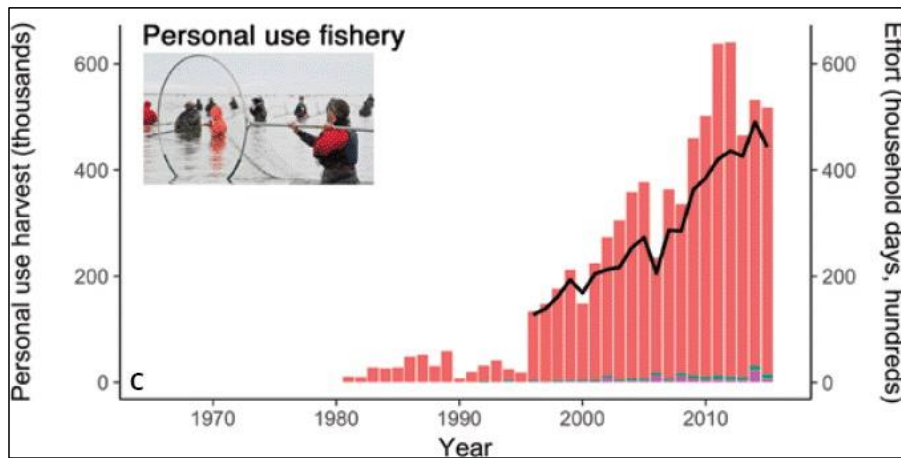 Personal use fishery
Personal use harvest (thousands)
600
400
200
0
C
1970
1980
1990
2000
2010
Year
600
400
200
0
Effort (household days, hundreds)